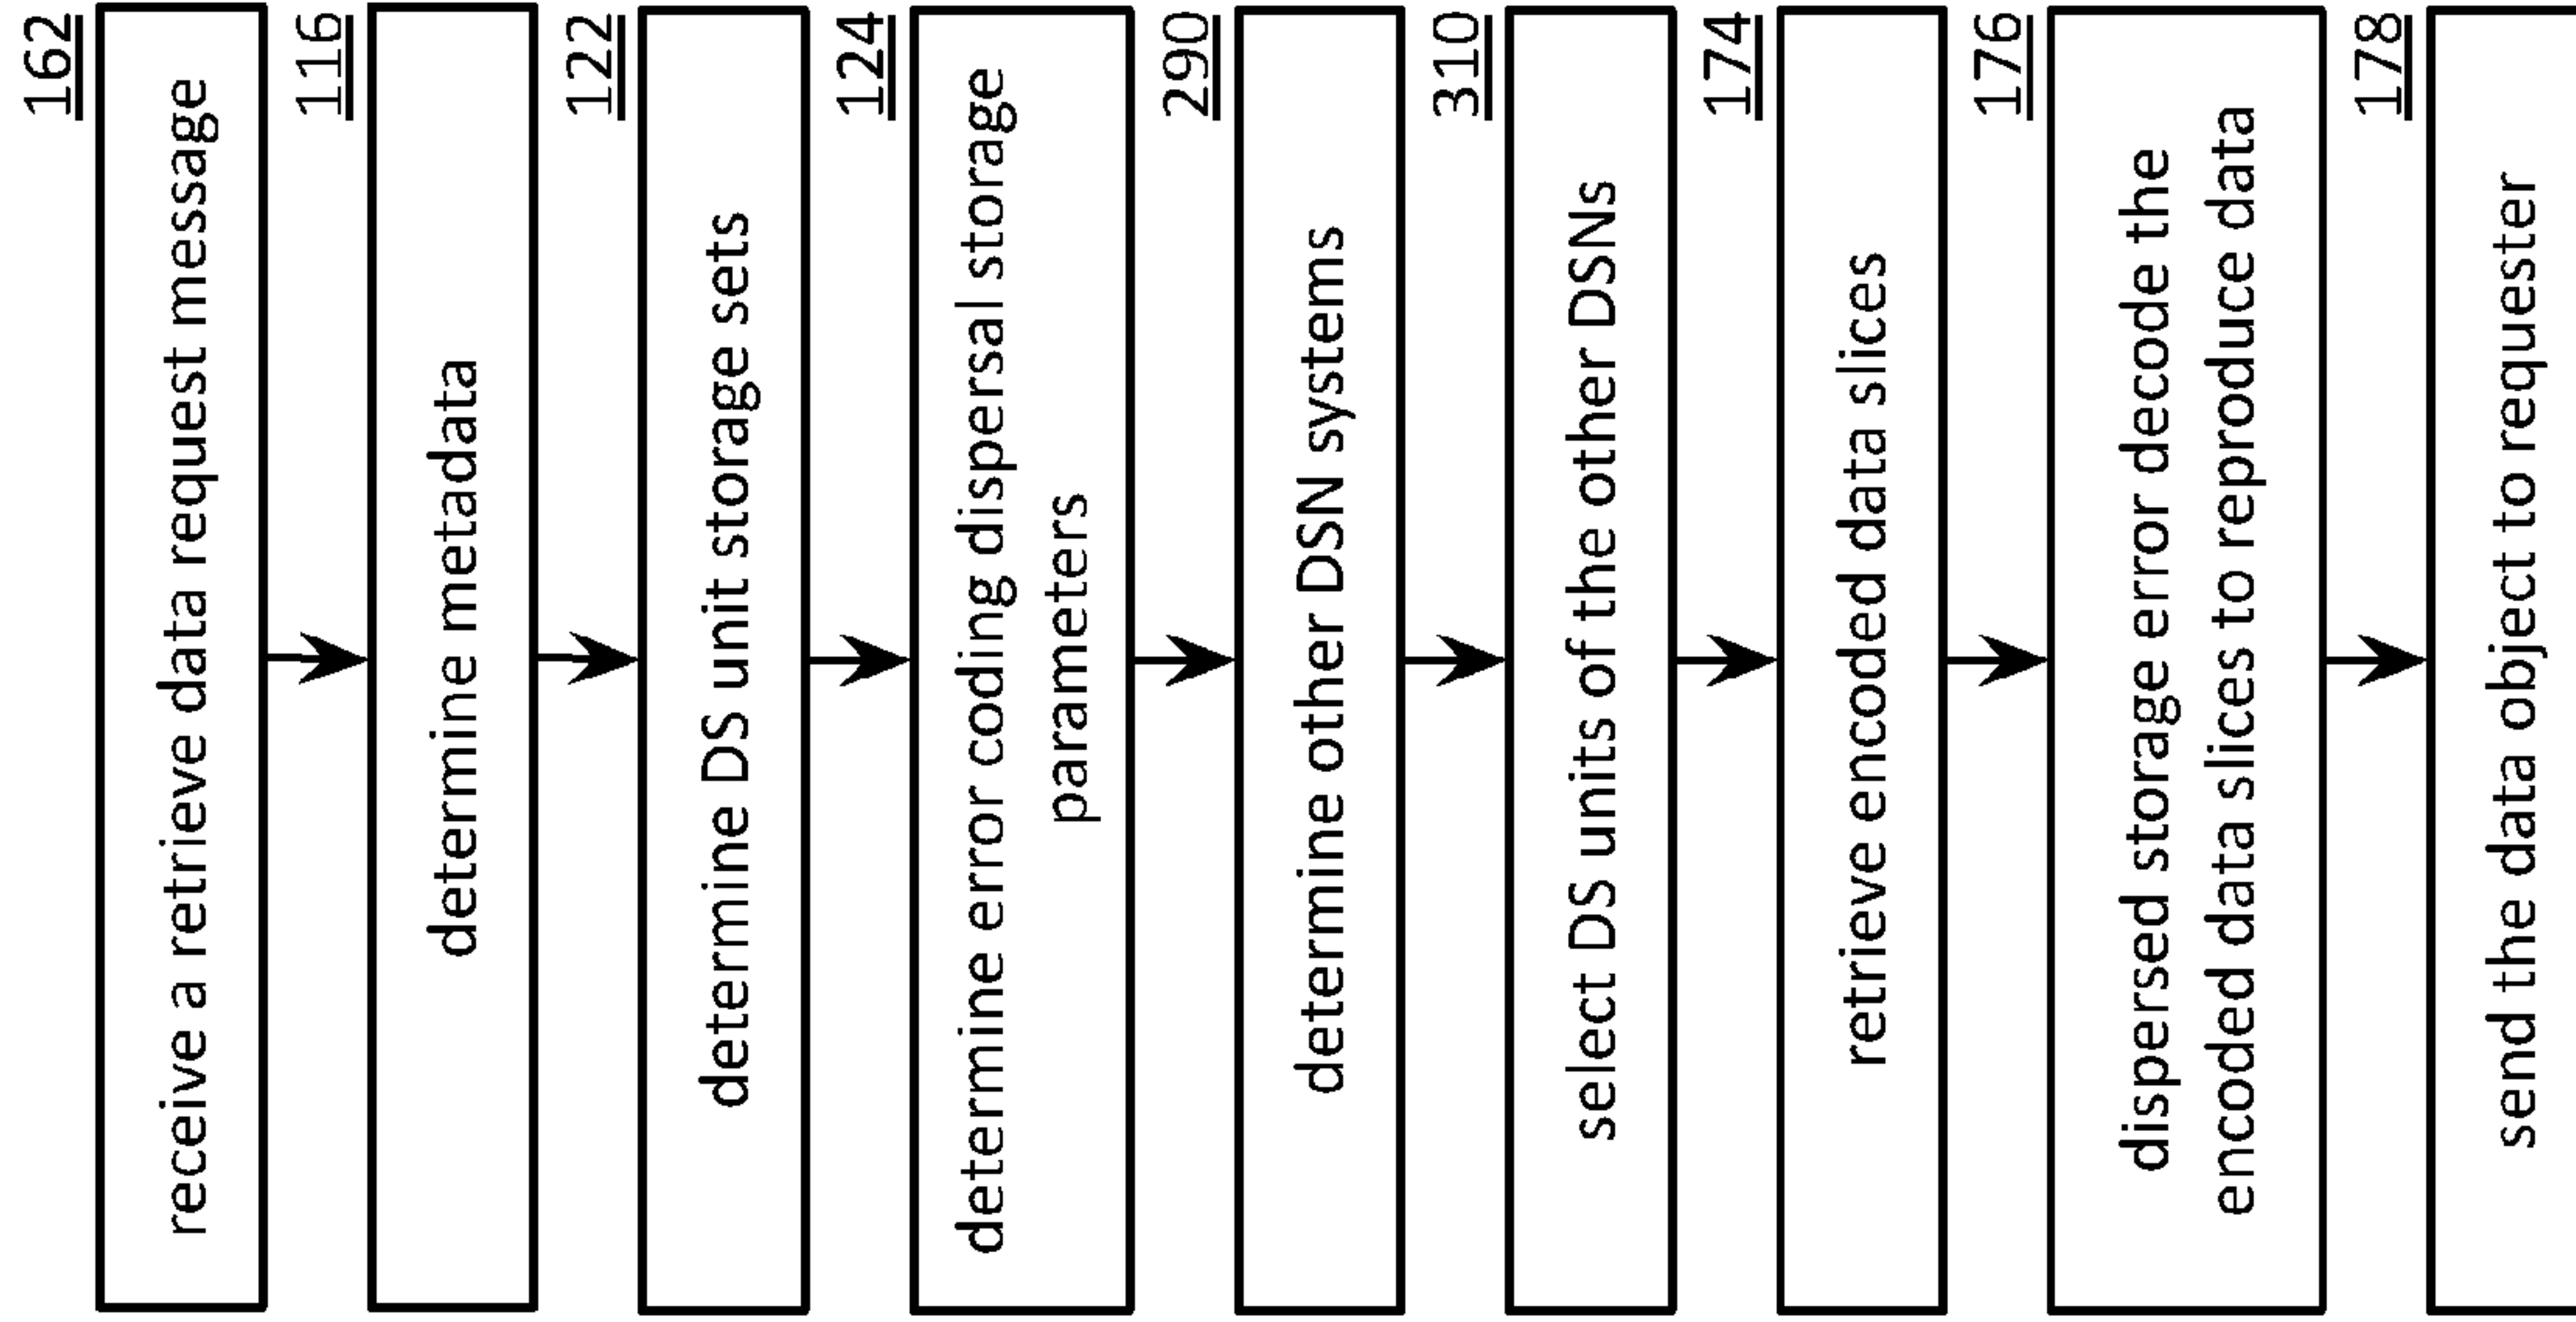 162
receive a retrieve data request message
116
determine metadata
122
determine DS unit storage sets
124
determine error coding dispersal storage
parameters
290
determine other DSN systems
310
select DS units of the other DSNs
174
retrieve encoded data slices
176
dispersed storage error decode the
encoded data slices to reproduce data
178
send the data object to requester